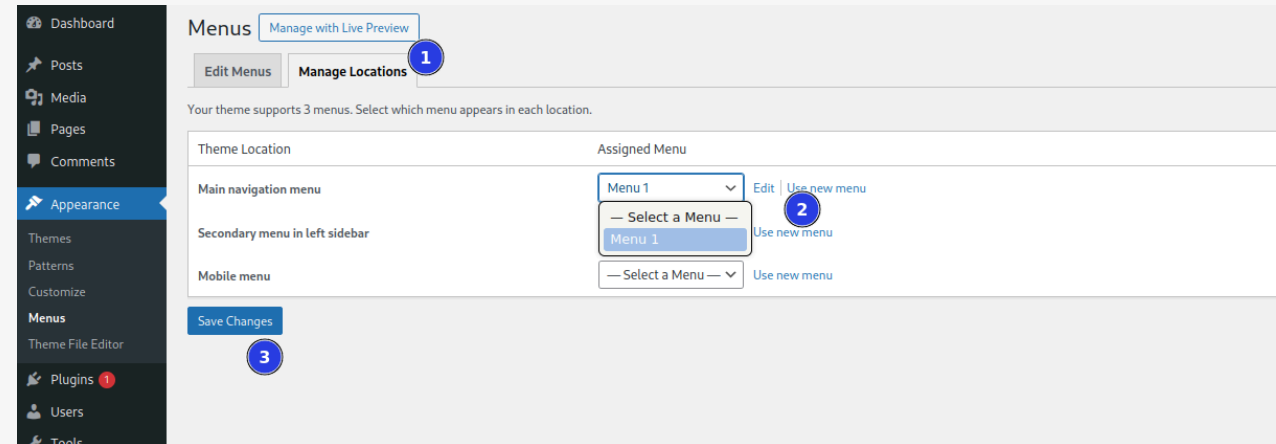 Dashboard
Posts
Media
Pages
Comments
Appearance
Themes
Patterns
Customize
Menus
Theme File Editor
Plugins 1
Users
Tools
Menus Manage with Live Preview
1
Edit Menus Manage Locations
Your theme supports 3 menus. Select which menu appears in each location.
Theme Location Assigned Menu
Main navigation menu Menu 1 Edit Use new menu
2
— Select a Menu —
Menu 1
Secondary menu in left sidebar Use new menu
Mobile menu — Select a Menu — Use new menu
Save Changes
3